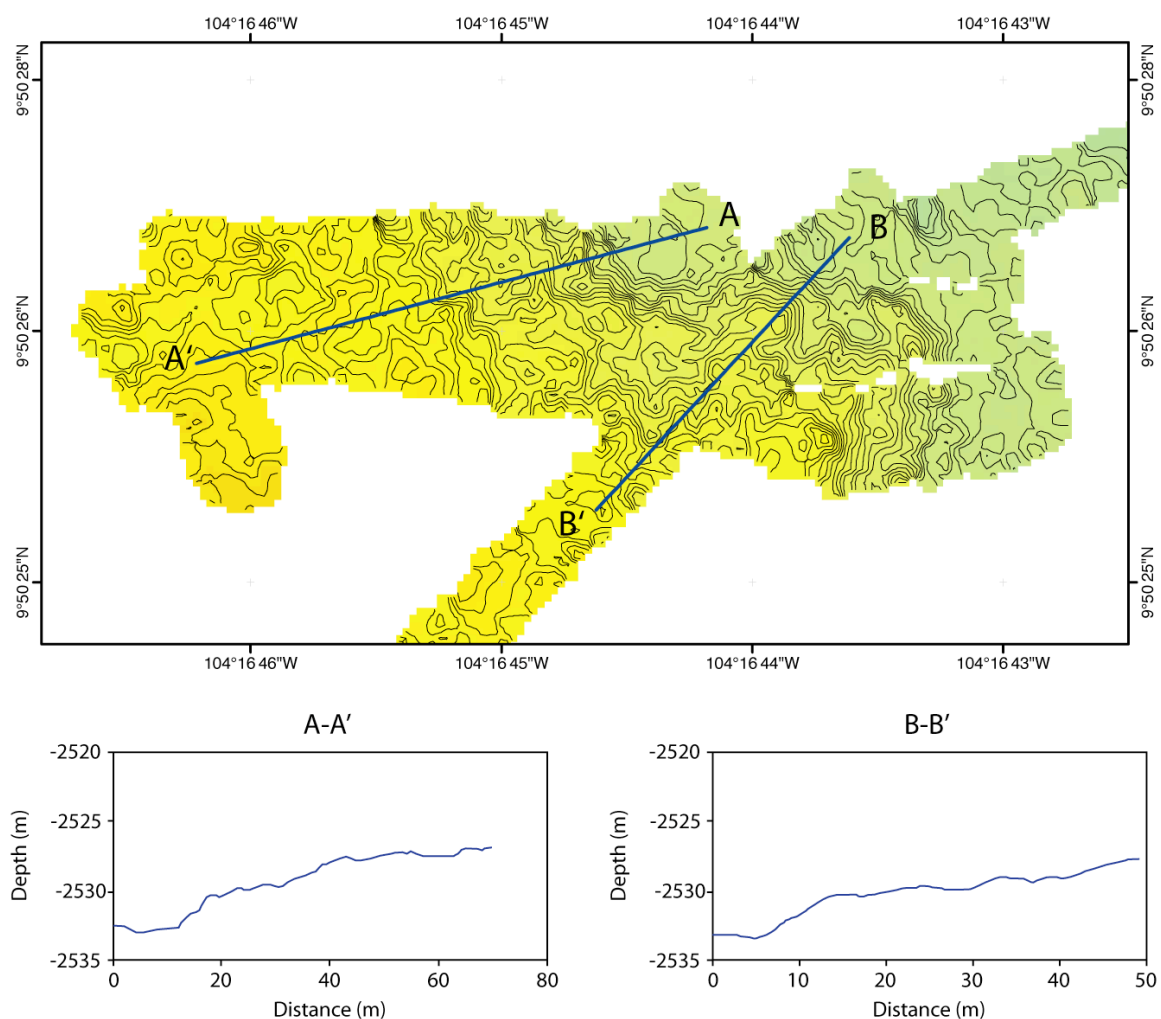 104°16 46"W 104°16 45"W 104°16 44"W 104°16 43"W
9°50 28"N 9°50 28"N
A B
9°50 26"N 9°50 26"N
A‘
B‘
9°50 25"N 9°50 25"N
104°16 46"W 104°16 45"W 104°16 44"W 104°16 43"W
A-A’ B-B’
-2520 -2520
-2525 -2525
Depth (m) Depth (m)
-2530 -2530
-2535 -2535
0 20 40 60 80 0 10 20 30 40 50
Distance (m) Distance (m)